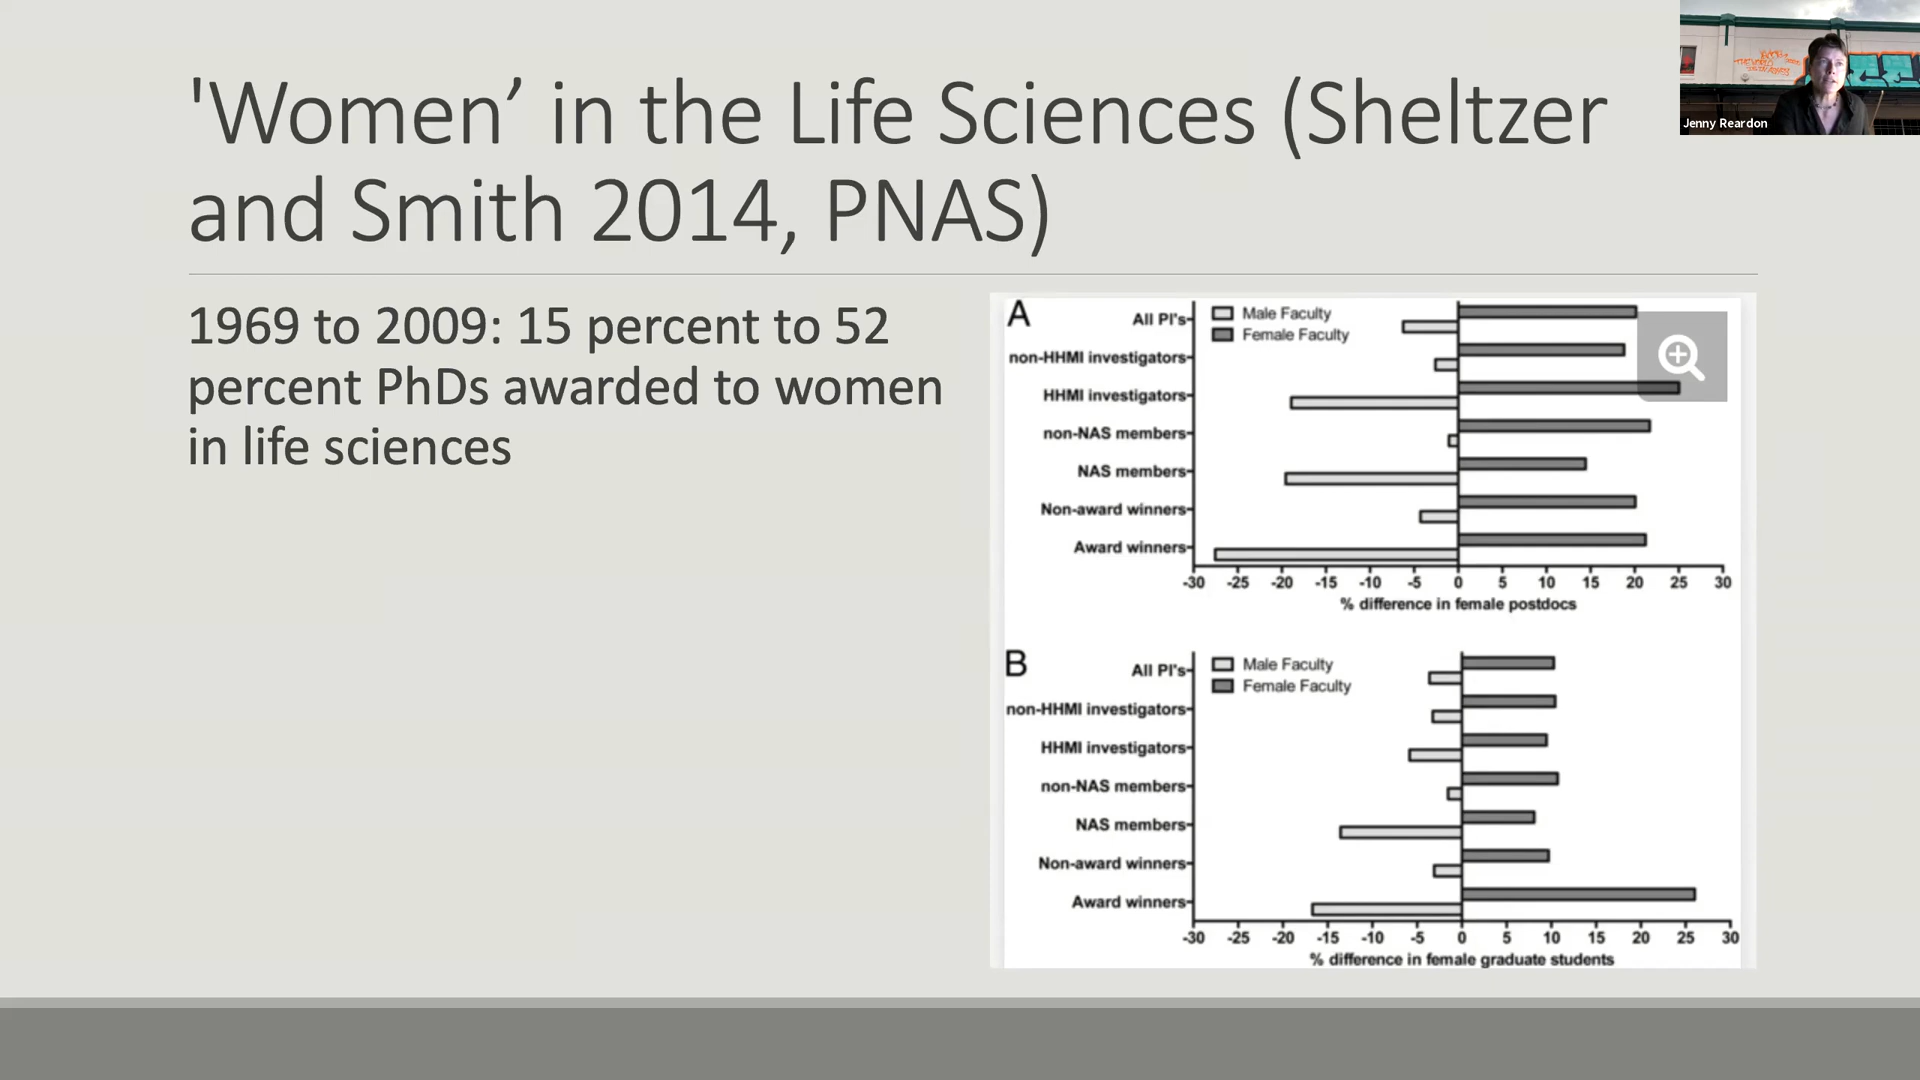 'Women’ in the Life Sciences (Sheltzer
and Smith 2014, PNAS)
Jenny Reardon
1969 to 2009: 15 percent to 52
percent PhDs awarded to women
in life sciences
A
Male Faculty
Female Faculty
All PI's
non-HHMI investigators
HHMI investigators
non-NAS members
NAS members
Non-award winners
Award winners
-30 -25 -20 -15 -10 -5 0 5 10 15 20 25 30
% difference in female postdocs
B
Male Faculty
Female Faculty
All PI's
non-HHMI investigators
HHMI investigators
non-NAS members
NAS members
Non-award winners
Award winners
-30 -25 -20 -15 -10 -5 0 5 10 15 20 25 30
% difference in female graduate students